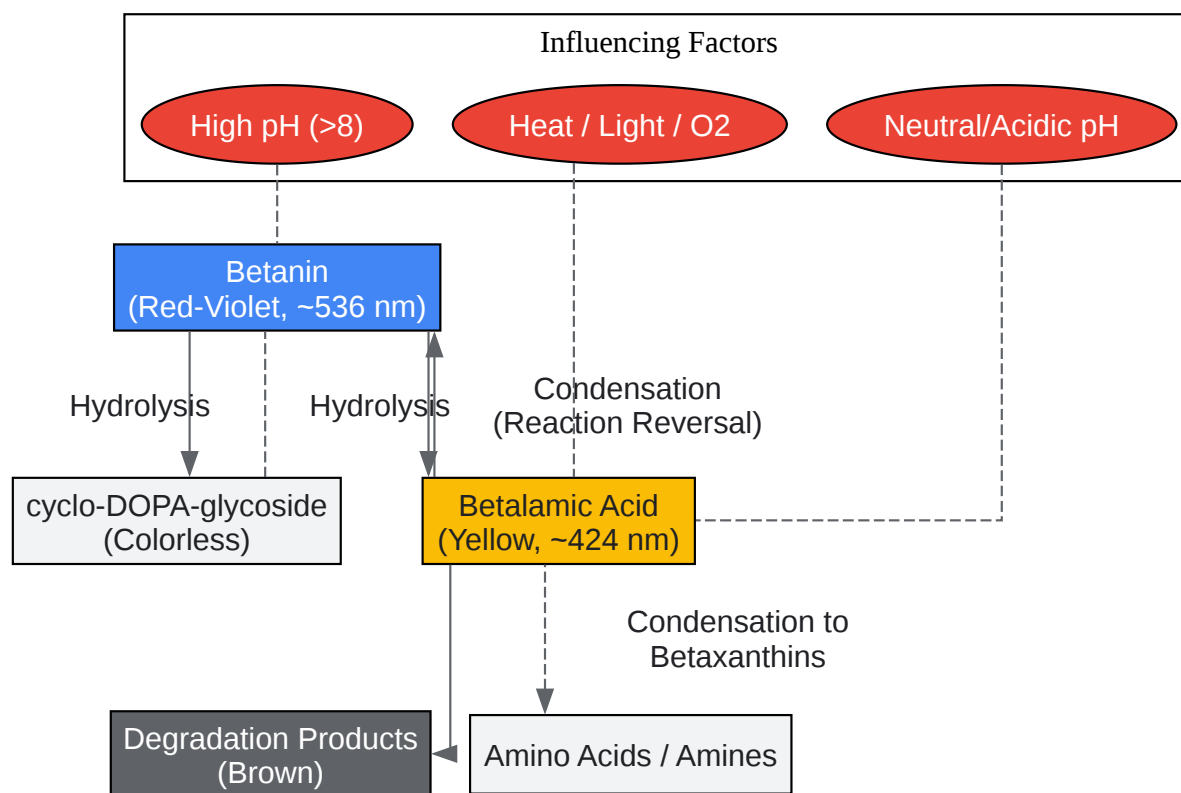 Influencing Factors
High pH (>8)
Heat / Light / O2
Neutral/Acidic pH
Betanin
(Red-Violet, ~536 nm)
Hydrolysis
Hydrolysis
Condensation
(Reaction Reversal)
cyclo-DOPA-glycoside
(Colorless)
Betalamic Acid
(Yellow, ~424 nm)
Condensation to
Betaxanthins
Degradation Products
(Brown)
Amino Acids / Amines